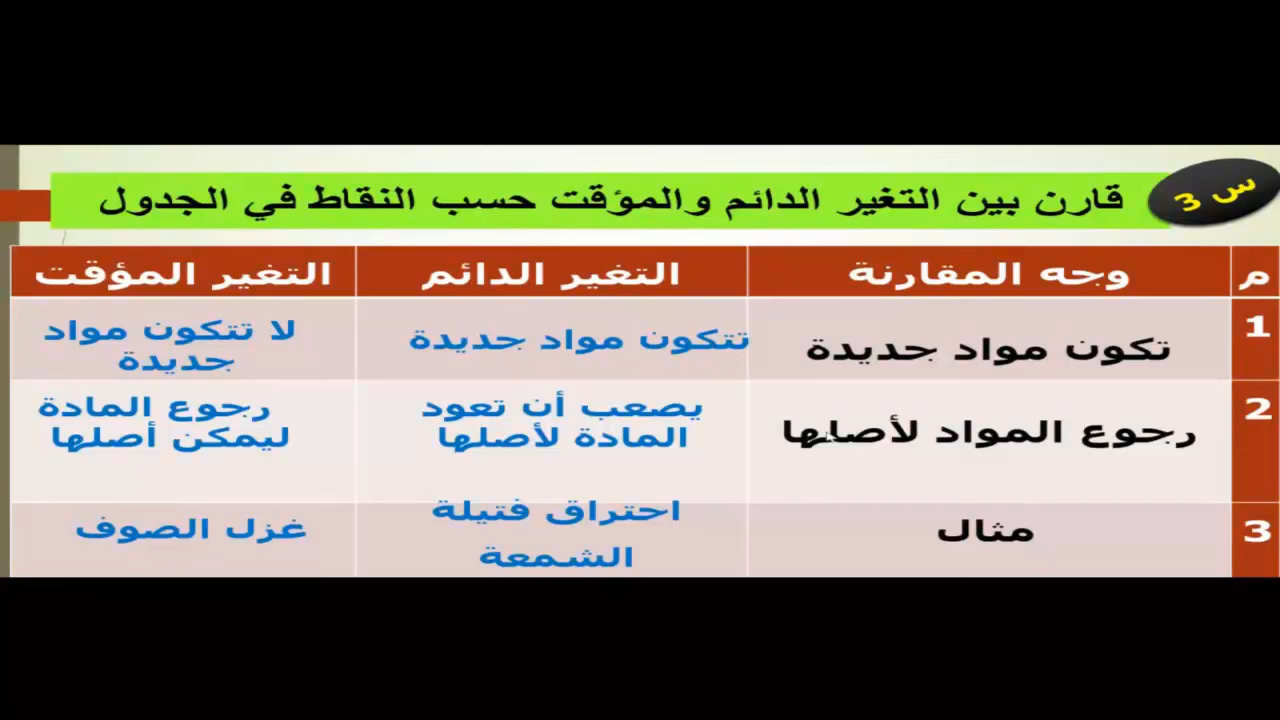 س 3
قارن بين التغير الدائم والمؤقت حسب النقاط في الجدول
م
وجه المقارنة
التغير الدائم
التغير المؤقت
1
تكون مواد جديدة
تتكون مواد جديدة
لا تتكون مواد
جديدة
2
رجوع المواد لأصلها
يصعب أن تعود
المادة لأصلها
رجوع المادة
ليمكن أصلها
3
مثال
احتراق فتيلة
الشمعة
غزل الصوف